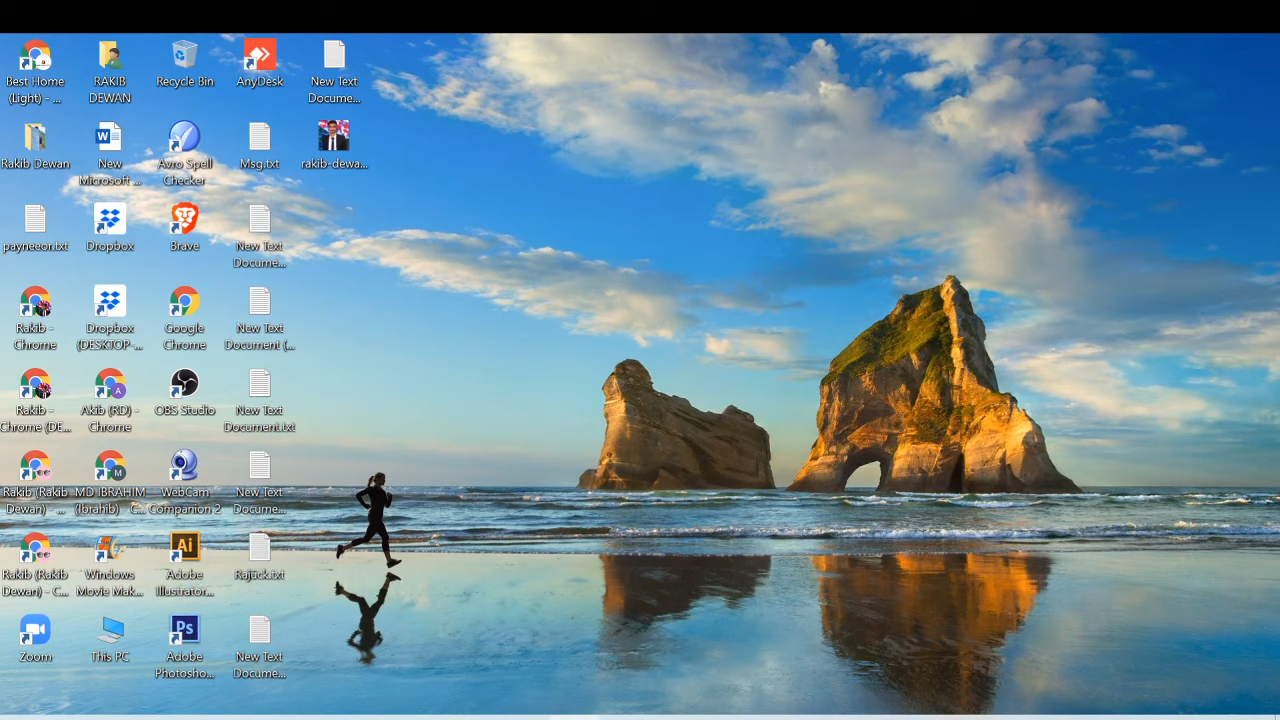 Best Home
(Light) - ...
RAKIB
DEWAN
Recycle Bin
AnyDesk
New Text
Docume...
Rakib Dewan
W
New
Microsoft ...
Avro Spell
Checker
Msg.txt
rakib-dewa...
payneeor.txt
Dropbox
Brave
New Text
Docume...
Rakib -
Chrome
Dropbox
(DESKTOP-...
Google
Chrome
New Text
Document (...
Rakib -
Chrome (DE...
A
Akib (RD) -
Chrome
OBS Studio
New Text
Document.txt
Rakib (Rakib
Dewan) - ...
M
MD IBRAHIM
(Ibrahib) - C...
WebCam
Companion 2
New Text
Docume...
Rakib (Rakib
Dewan) - C...
Windows
Movie Mak...
Ai
Adobe
Illustrator...
Rajuck.txt
Zoom
This PC
Ps
Adobe
Photosho...
New Text
Docume...